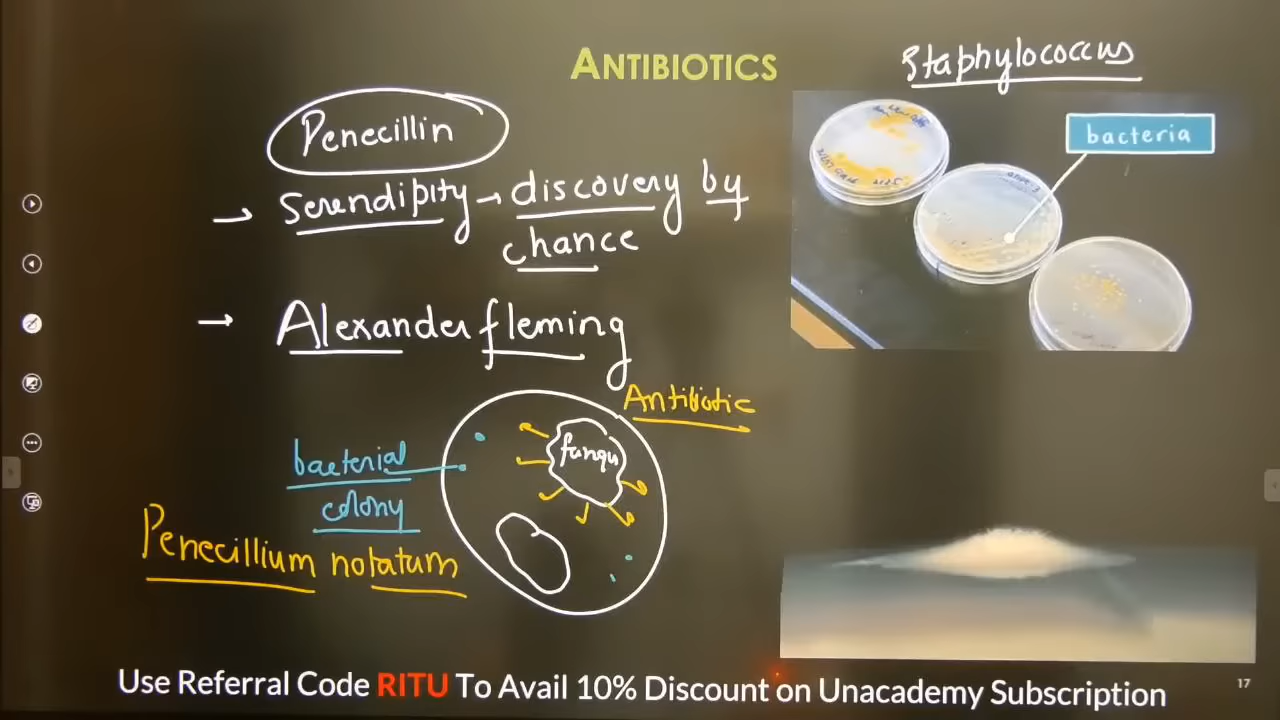 ANTIBIOTICS
Staphylococcus
Penecillin
bacteria
→ Serendipity → discovery by
chance
→ Alexander fleming
Antibiotic
fungu
bacterial
colony
Penecillium notatum
Use Referral Code RITU To Avail 10% Discount on Unacademy Subscription
17